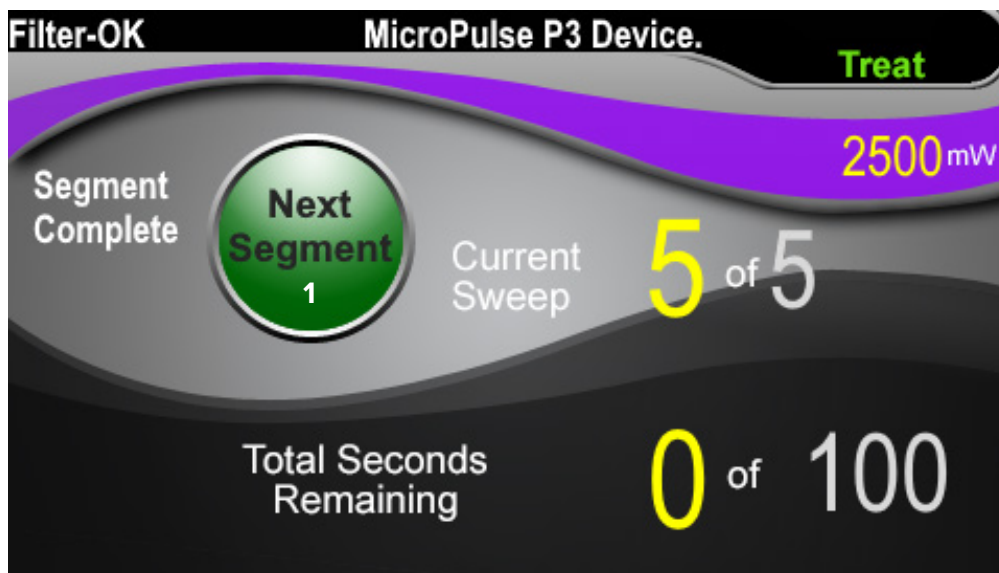 Filter-OK
MicroPulse P3 Device.
Treat
2500 mW
Segment
Complete
Next
Segment
1
Current
Sweep
5 of 5
Total Seconds
Remaining
0 of 100